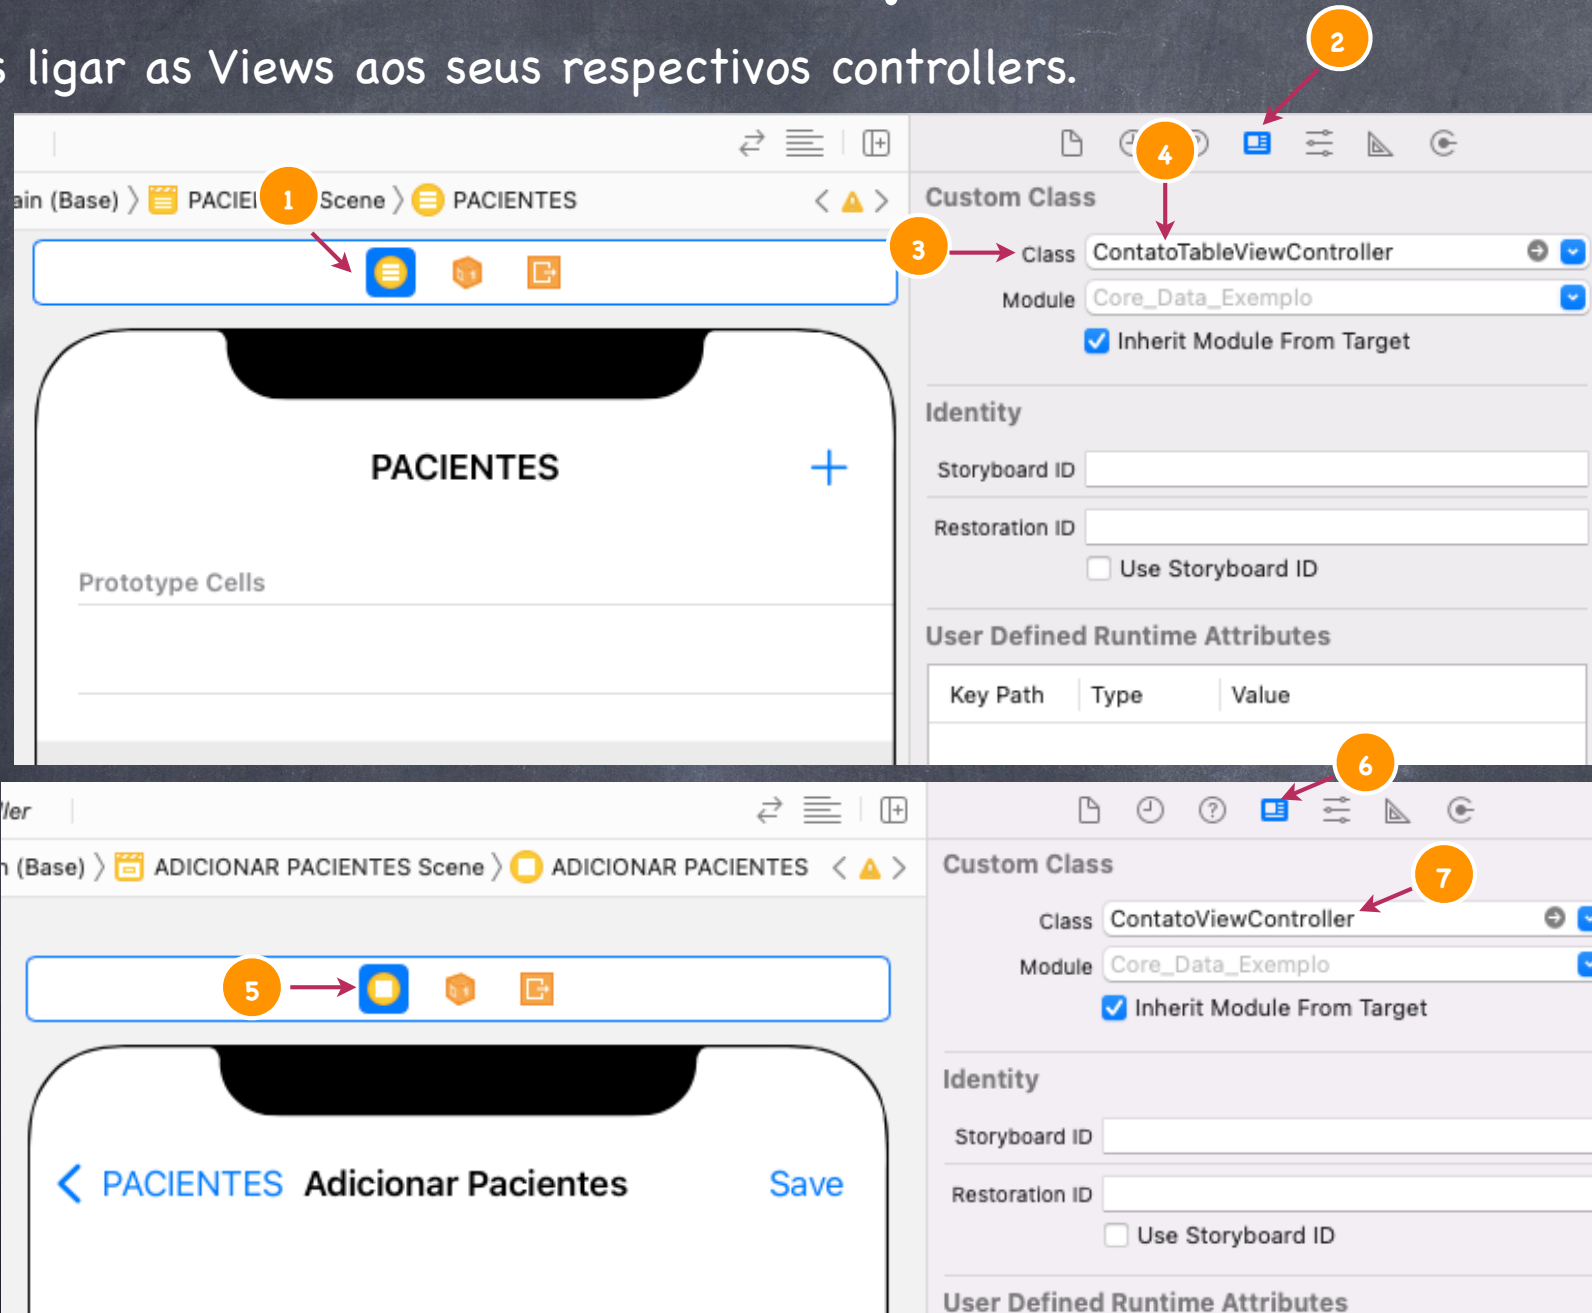 ligar as Views aos seus respectivos controllers.
2
4
(Base) 〉 PACIE 1 Scene 〉 PACIENTES
Custom Class
3
Class ContatoTableViewController
Module Core_Data_Exemplo
Inherit Module From Target
Identity
PACIENTES +
Storyboard ID
Restoration ID
Use Storyboard ID
Prototype Cells
User Defined Runtime Attributes
Key Path Type Value
6
(Base) 〉 ADICIONAR PACIENTES Scene 〉 ADICIONAR PACIENTES
Custom Class
7
Class ContatoViewController
Module Core_Data_Exemplo
5
Inherit Module From Target
Identity
Storyboard ID
PACIENTES Adicionar Pacientes Save
Restoration ID
Use Storyboard ID
User Defined Runtime Attributes